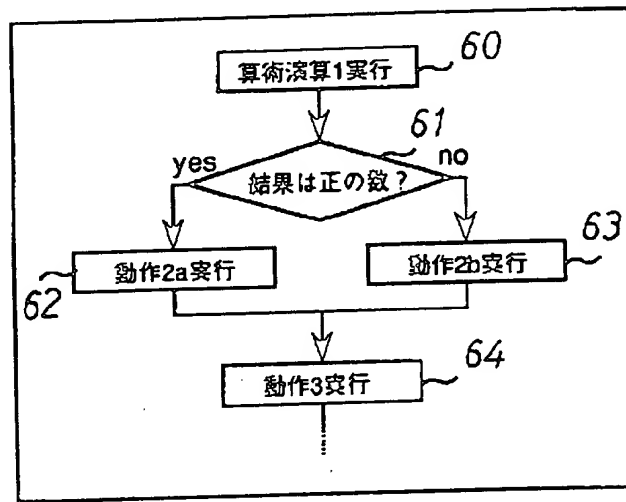 60
算術演算1実行
61
yes
no
結果は正の数?
62
動作2a実行
動作2b実行
63
64
動作3実行